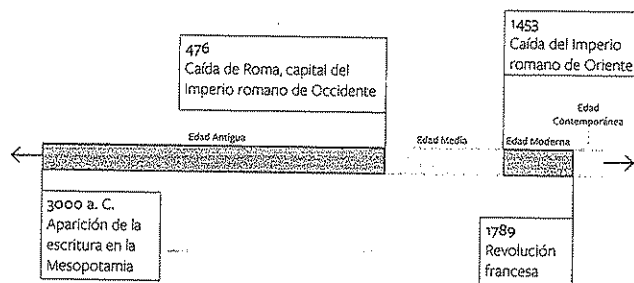 476
Caída de Roma, capital del
Imperio romano de Occidente
1453
Caída del Imperio
romano de Oriente
Edad
Contemporánea
Edad Antigua
Edad Media
Edad Moderna
3000 a. C.
Aparición de la
escritura en la
Mesopotamia
1789
Revolución
francesa